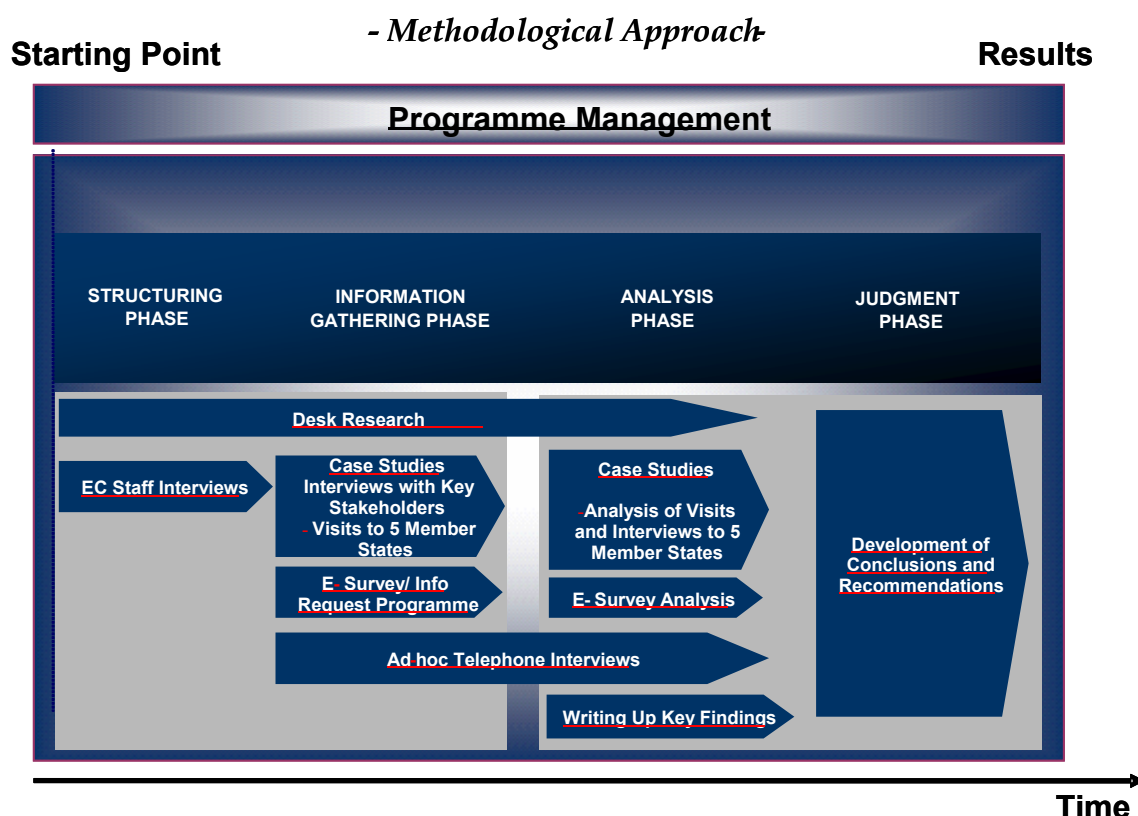 - Methodological Approach-
Starting Point
Results
Programme Management
STRUCTURING
PHASE
INFORMATION
GATHERING PHASE
ANALYSIS
PHASE
JUDGMENT
PHASE
Desk Research
EC Staff Interviews
Case Studies
Interviews with Key
Stakeholders
- Visits to 5 Member
States
Case Studies
-Analysis of Visits
and Interviews to 5
Member States
Development of
Conclusions and
Recommendations
E- Survey/ Info
Request Programme
E- Survey Analysis
Ad-hoc Telephone Interviews
Writing Up Key Findings
Time